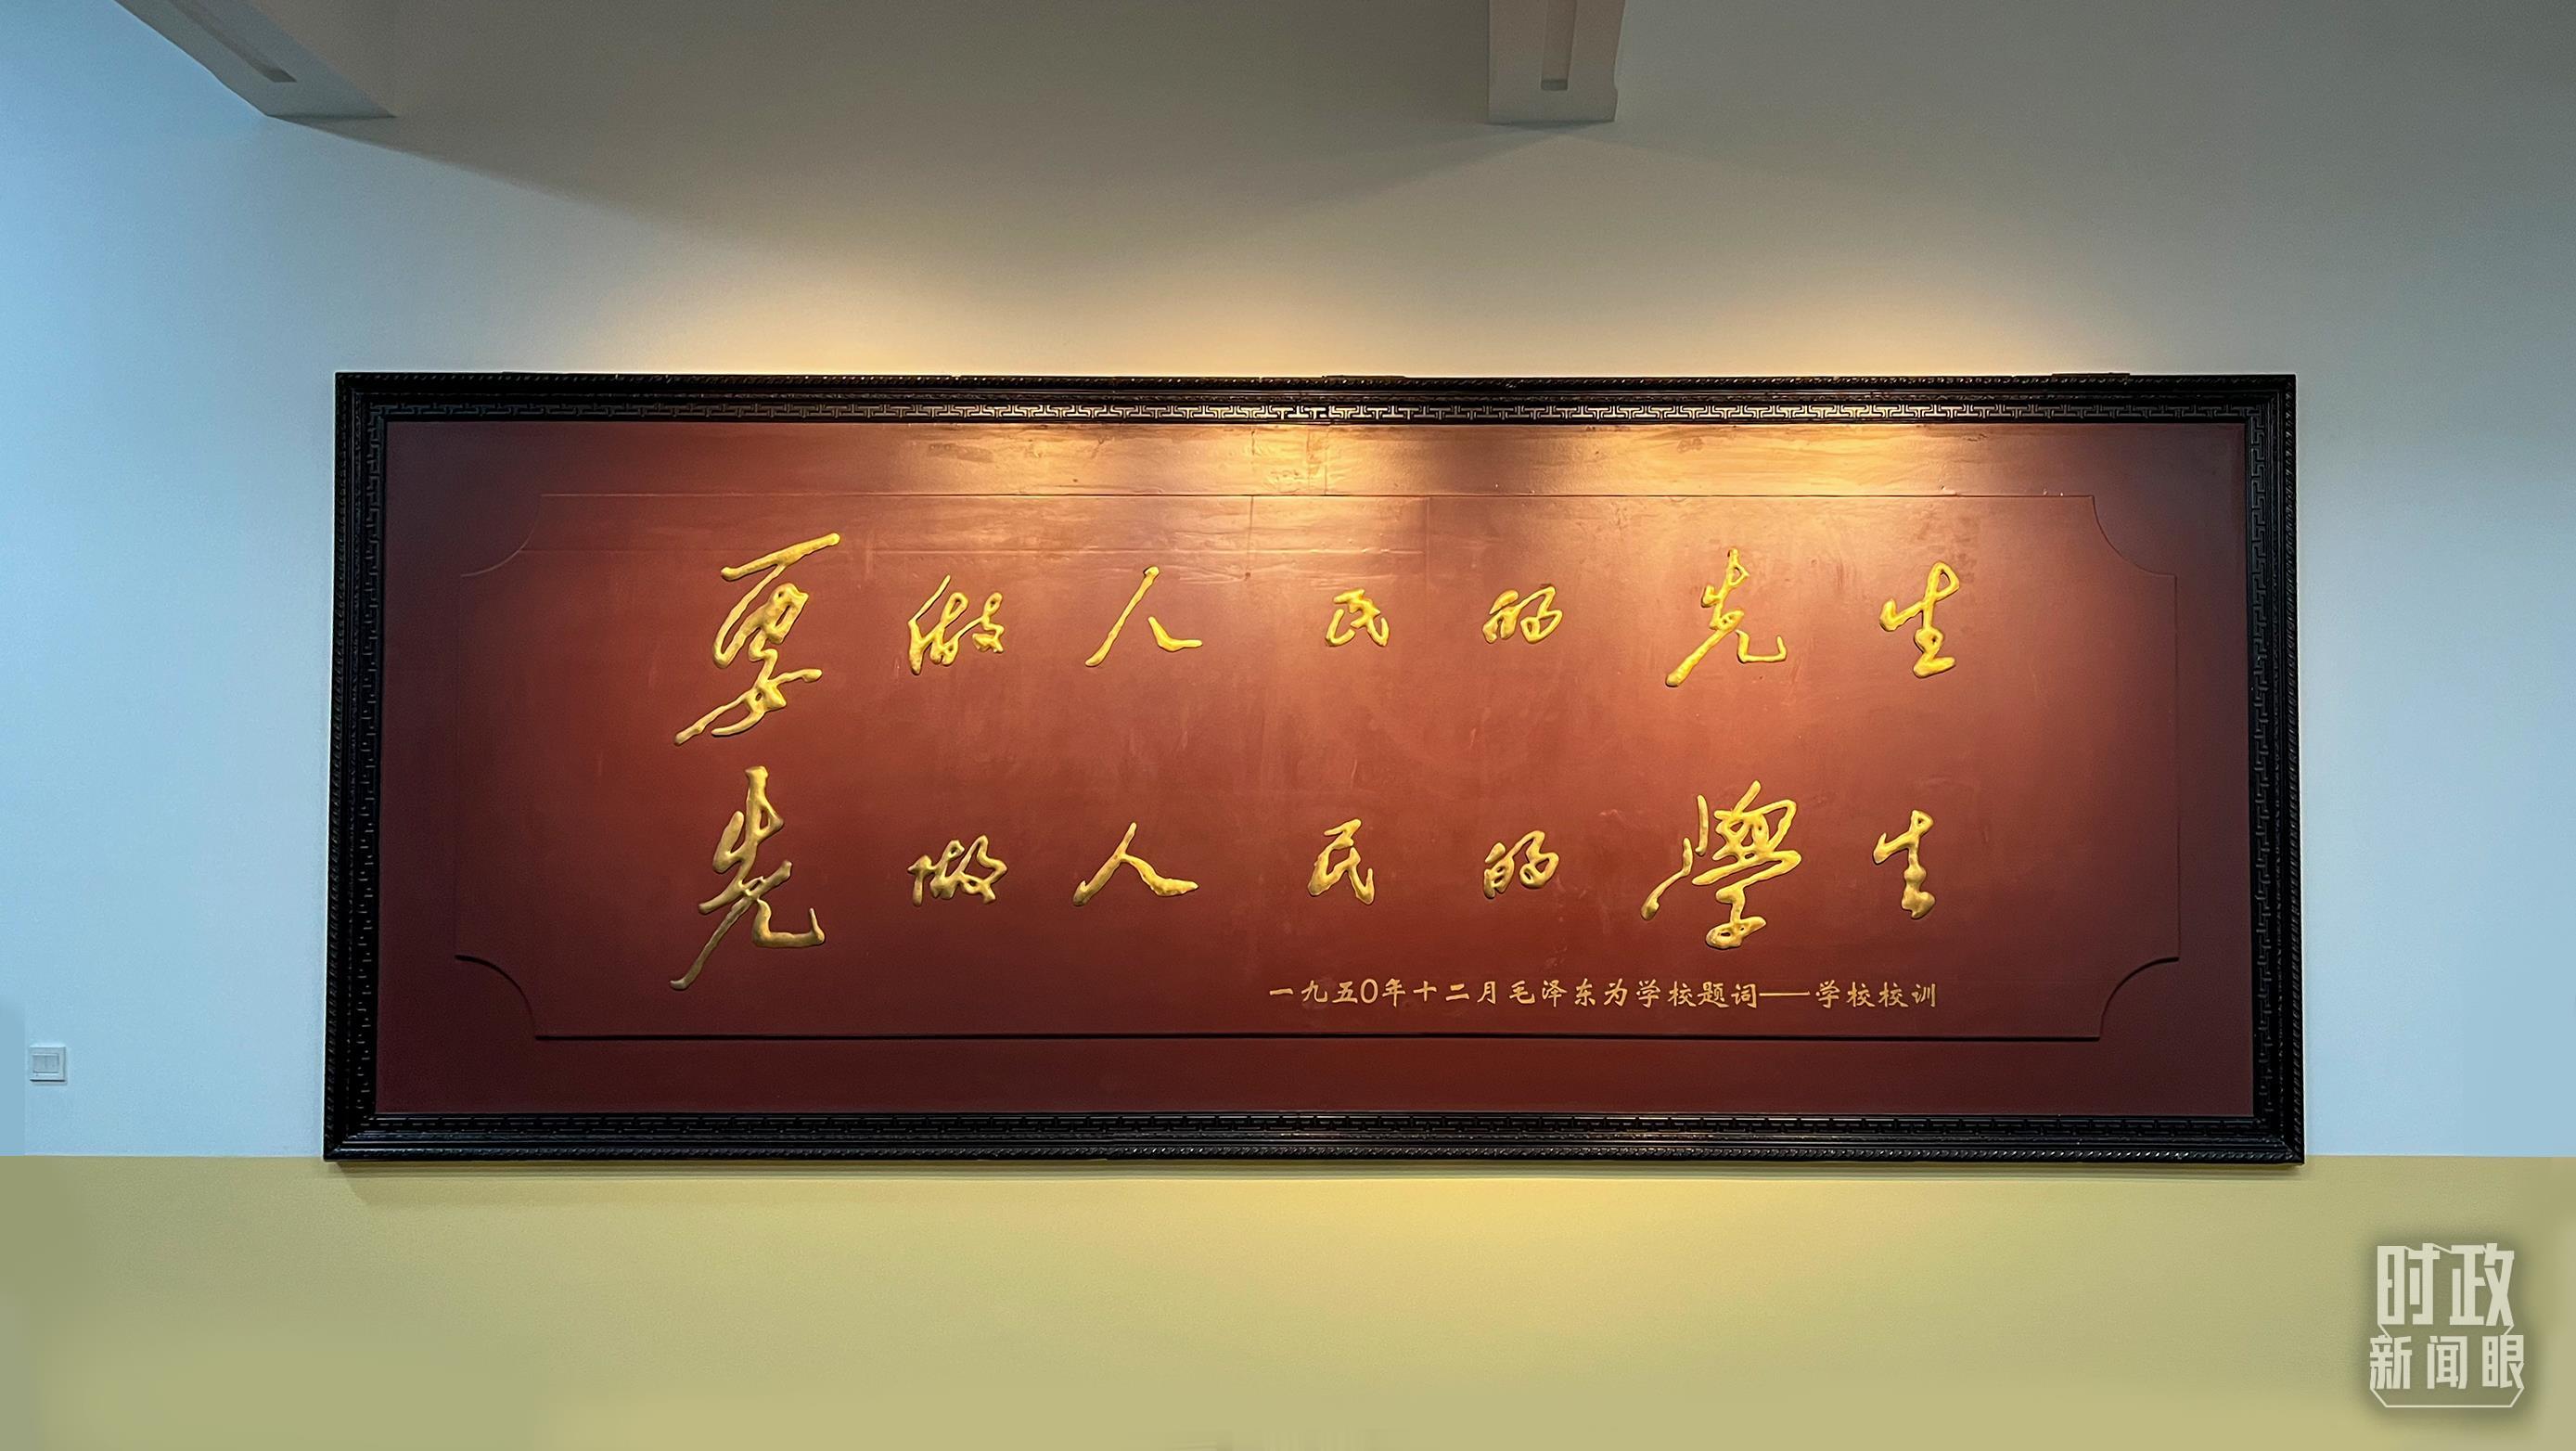 要做人民的先生
先做人民的學生
一九五〇年十二月毛泽东为学校题词——学校校训
时政
新闻眼